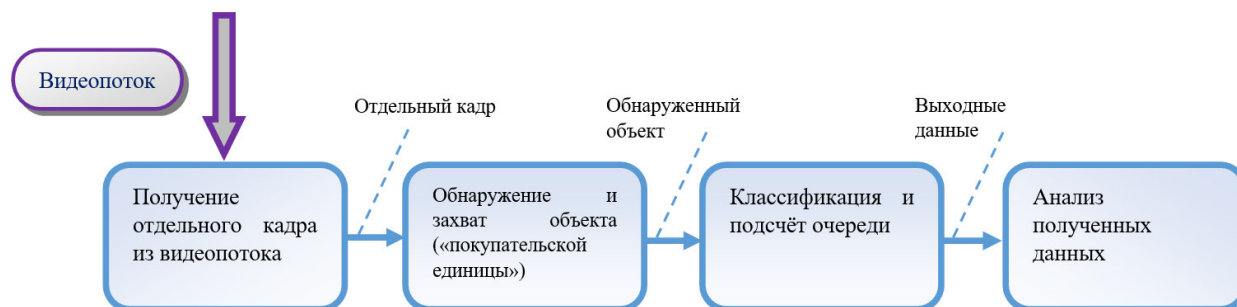 Видеопоток
Отдельный кадр
Обнаруженный
объект
Выходные
данные
Получение
отдельного кадра
из видеопотока
Обнаружение и
захват объекта
(«покупательской
единицы»)
Классификация и
подсчёт очереди
Анализ
полученных
данных